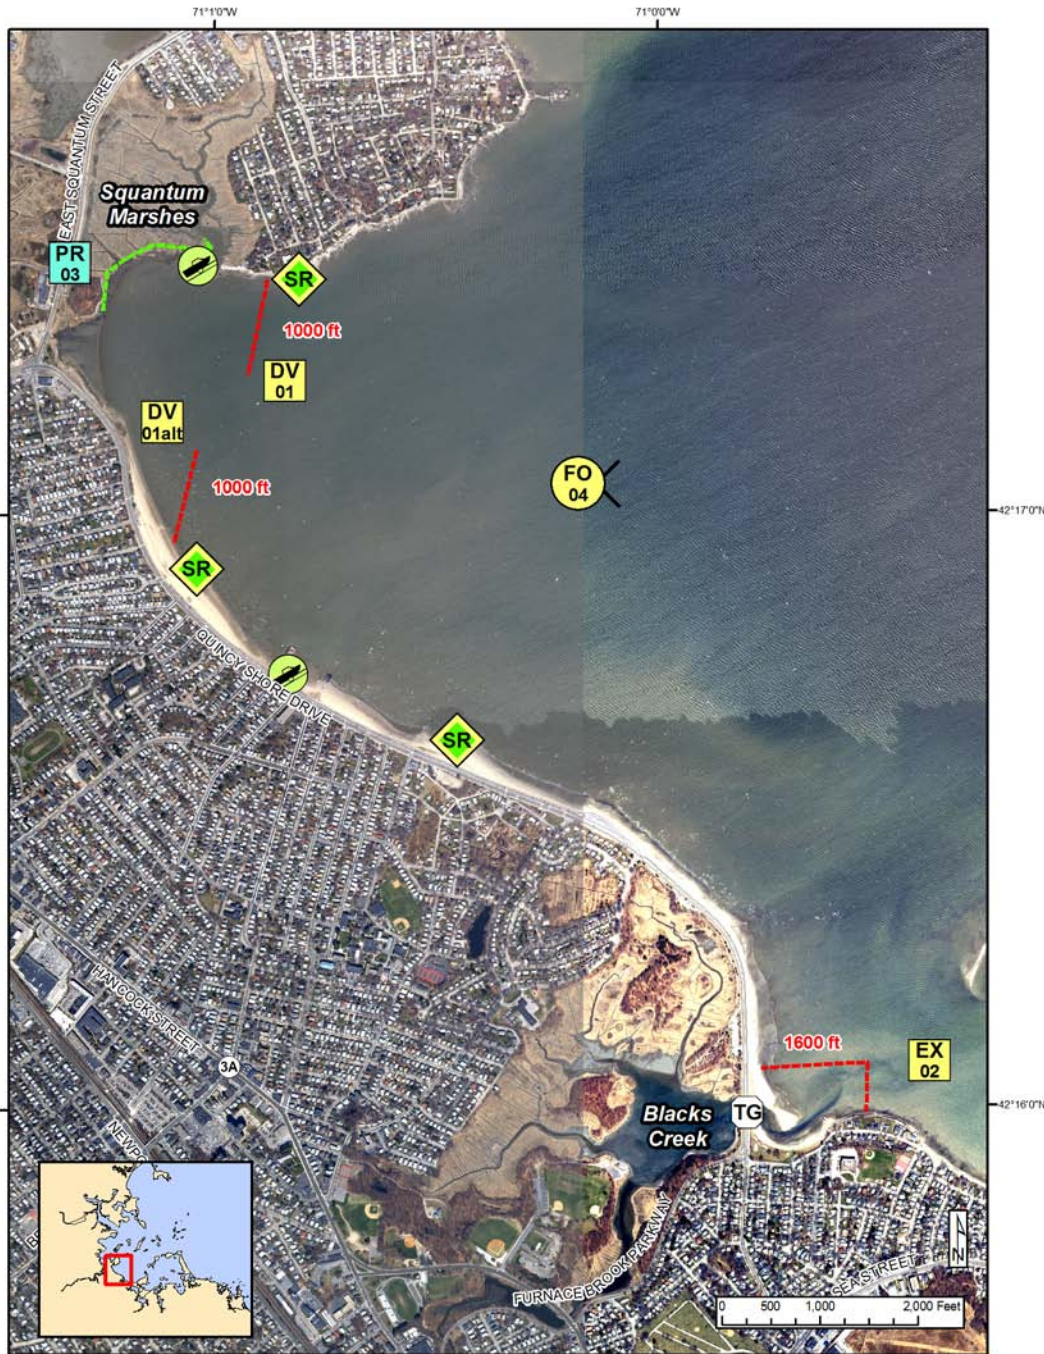 71°1'0"W
71°0'0"W
EAST SQUANTUM STREET
Squantum
Marshes
PR
03
SR
1000 ft
DV
01
DV
01alt
1000 ft
FO
04
42°17'0"N
SR
QUINCY SHORE DRIVE
SR
HANCOCK STREET
3A
1600 ft
EX
02
42°16'0"N
TG
Blacks
Creek
FURNACE BROOK PARKWAY
STREET
N
0 500 1,000 2,000 Feet